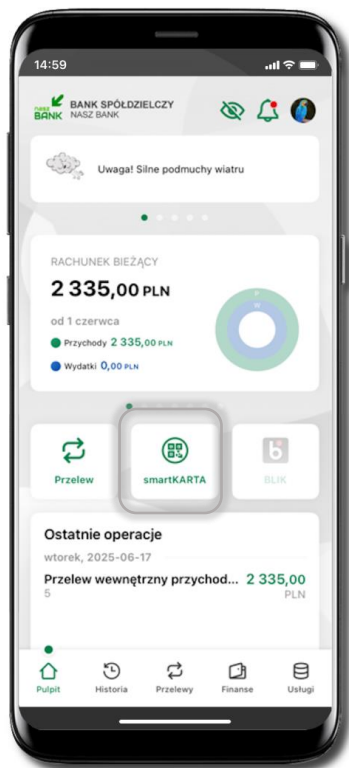 14:59
nasz
BANK
BANK SPÓŁDZIELCZY
NASZ BANK
Uwaga! Silne podmuchy wiatru
RACHUNEK BIEŻĄCY
2 335,00 PLN
od 1 czerwca
Przychody 2 335,00 PLN
Wydatki 0,00 PLN
P
W
Przelew
smartKARTA
BLIK
Ostatnie operacje
wtorek, 2025-06-17
Przelew wewnętrzny przychod... 2 335,00
5 PLN
Pulpit Historia Przelewy Finanse Usługi